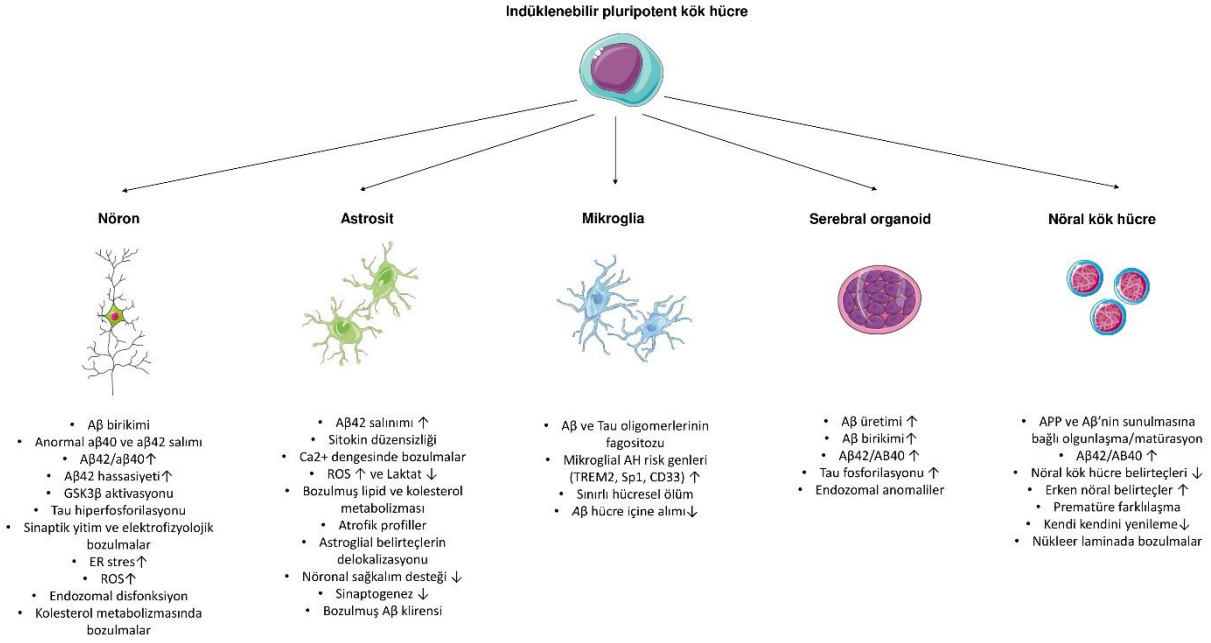 İndüklenebilir pluripotent kök hücre
Nöron
Astrosit
Mikroglia
Serebral organoid
Nöral kök hücre
• Aβ birikimi
• Anormal aβ40 ve aβ42 salımı
• Aβ42/aβ40↑
• Aβ42 hassasiyeti↑
• GSK3β aktivasyonu
• Tau hiperfosforilasyonu
• Sinaptik yitim ve elektrofizyolojik
bozulmalar
• ER stres↑
• ROS↑
• Endozomal disfonksiyon
• Kolesterol metabolizmasında
bozulmalar
• Aβ42 salınımı ↑
• Sitokin düzensizliği
• Ca2+ dengesinde bozulmalar
• ROS ↑ ve Laktat ↓
• Bozulmuş lipid ve kolesterol
metabolizması
• Atrofik profiller
• Astroglial belirteçlerin
delokalizasyonu
• Nöronal sağkalım desteği ↓
• Sinaptogenez ↓
• Bozulmuş Aβ klirensi
• Aβ ve Tau oligomerlerinin
fagositozu
• Mikroglial AH risk genleri
(TREM2, Sp1, CD33) ↑
• Sınırlı hücresel ölüm
• Aβ hücre içine alımı↓
• Aβ üretimi ↑
• Aβ birikimi↑
• Aβ42/AB40 ↑
• Tau fosforilasyonu ↑
• Endozomal anomaliler
• APP ve Aβ’nin sunulmasına
bağlı olgunlaşma/matürasyon
• Aβ42/AB40 ↑
• Nöral kök hücre belirteçleri ↓
• Erken nöral belirteçler ↑
• Prematüre farklılaşma
• Kendi kendini yenileme↓
• Nükleer laminada bozulmalar